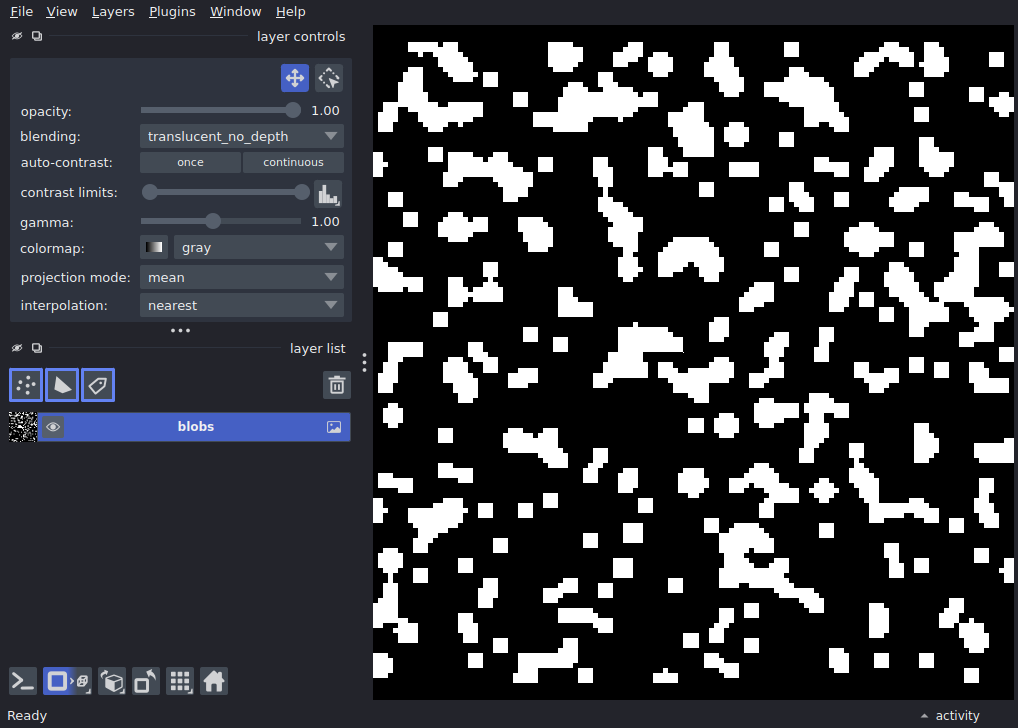 File View Layers Plugins Window Help
layer controls
opacity: 1.00
blending: translucent_no_depth
auto-contrast: once continuous
contrast limits:
gamma: 1.00
colormap: gray
projection mode: mean
interpolation: nearest
layer list
blobs
Ready activity